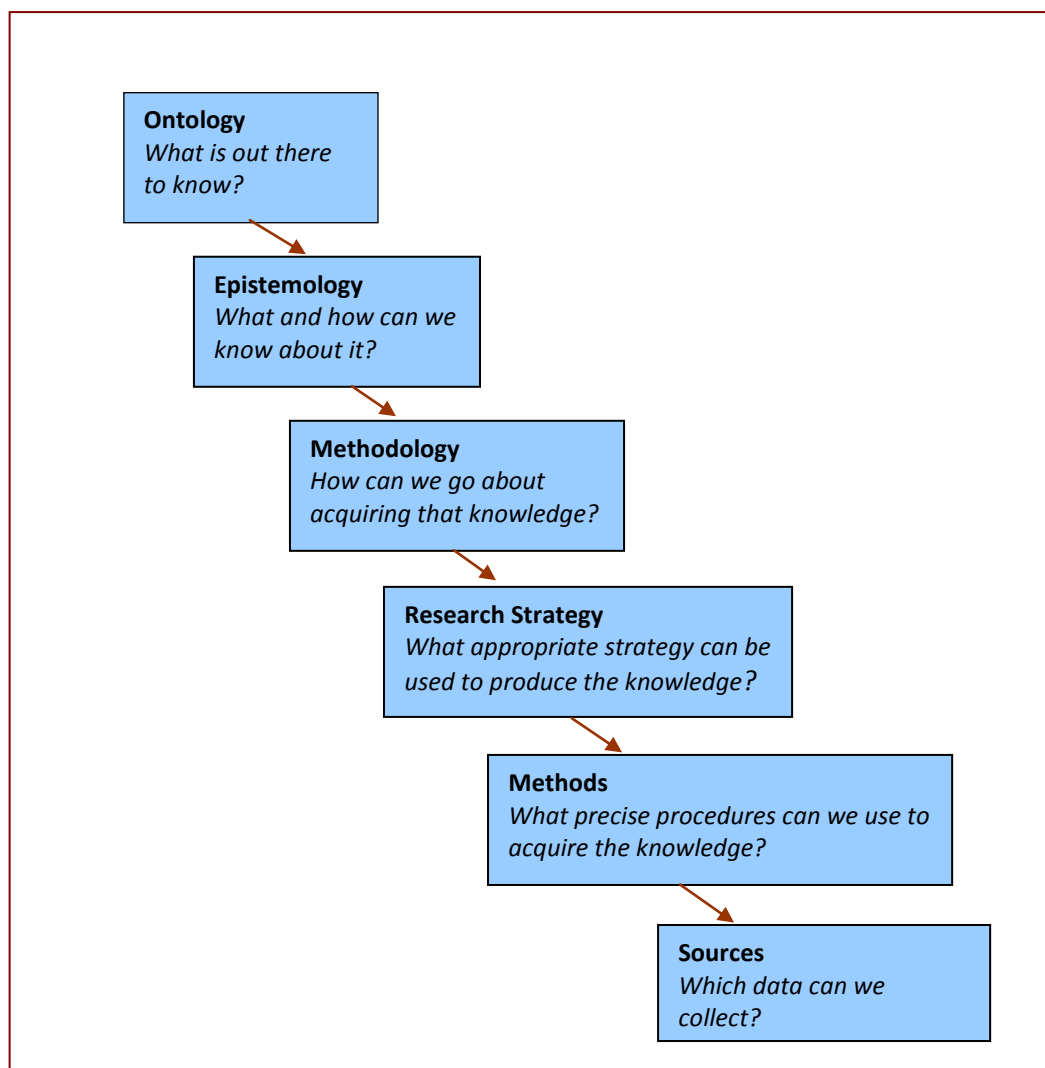 Ontology
What is out there
to know?
Epistemology
What and how can we
know about it?
Methodology
How can we go about
acquiring that knowledge?
Research Strategy
What appropriate strategy can be
used to produce the knowledge?
Methods
What precise procedures can we use to
acquire the knowledge?
Sources
Which data can we
collect?